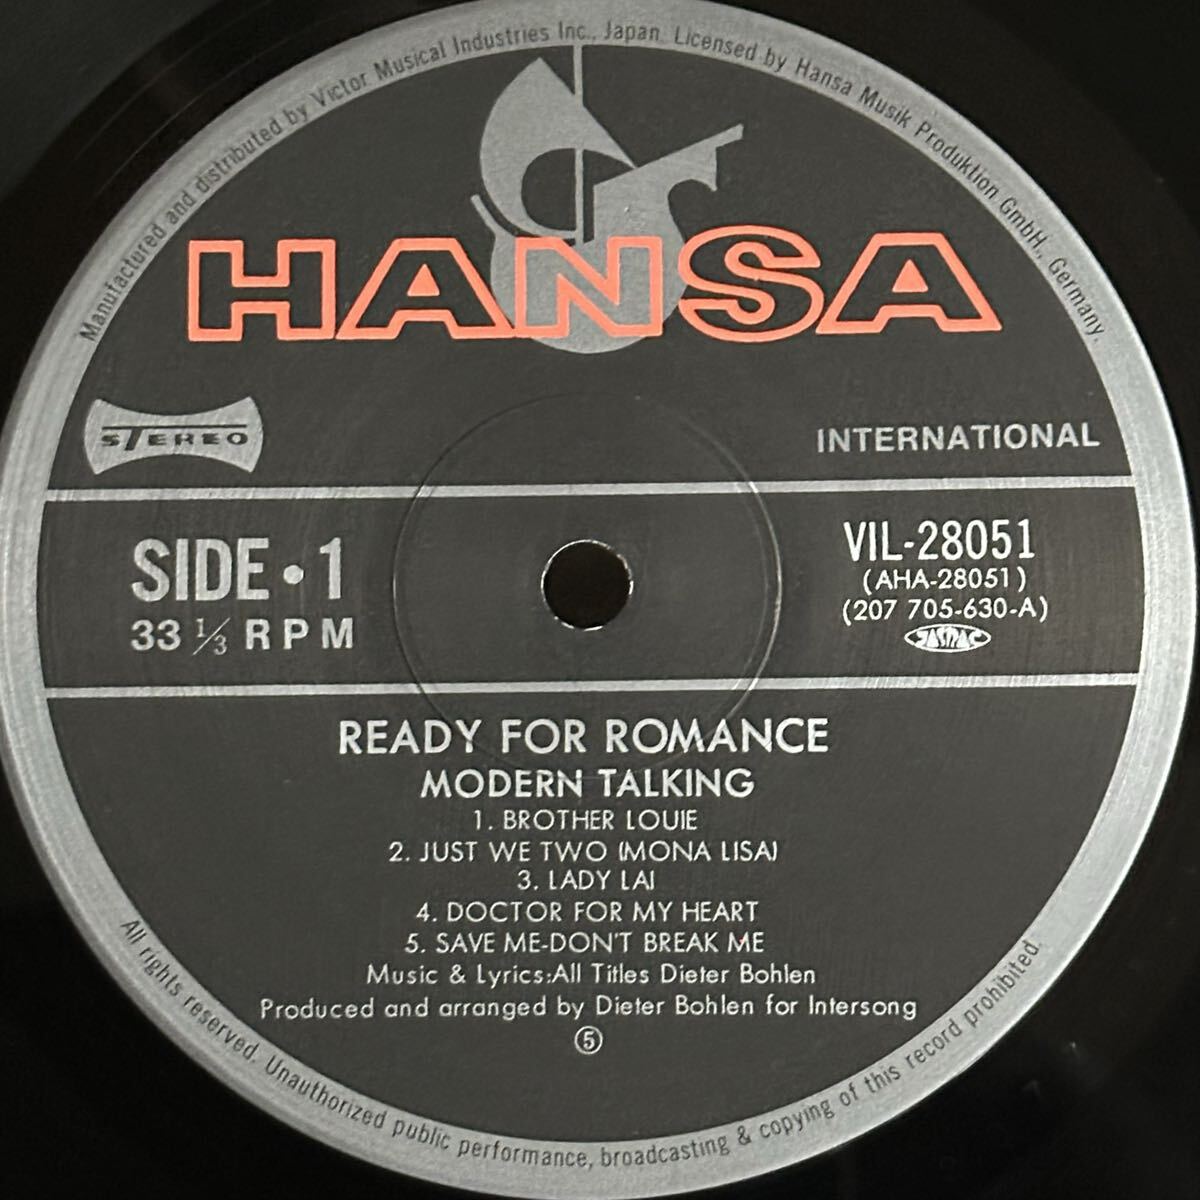 Manufactured and distributed by Victor Musical Industries Inc., Japan. Licensed by Hansa Musik Produktion GmbH., Germany.
HANSA
STEREO
INTERNATIONAL
SIDE·1
33 1/3 RPM
VIL-28051
(AHA-28051)
(207 705-630-A)
JASRAC
READY FOR ROMANCE
MODERN TALKING
1. BROTHER LOUIE
2. JUST WE TWO (MONA LISA)
3. LADY LAI
4. DOCTOR FOR MY HEART
5. SAVE ME-DON'T BREAK ME
Music & Lyrics:All Titles Dieter Bohlen
Produced and arranged by Dieter Bohlen for Intersong
⑤
All rights reserved. Unauthorized public performance, broadcasting & copying of this record prohibited.